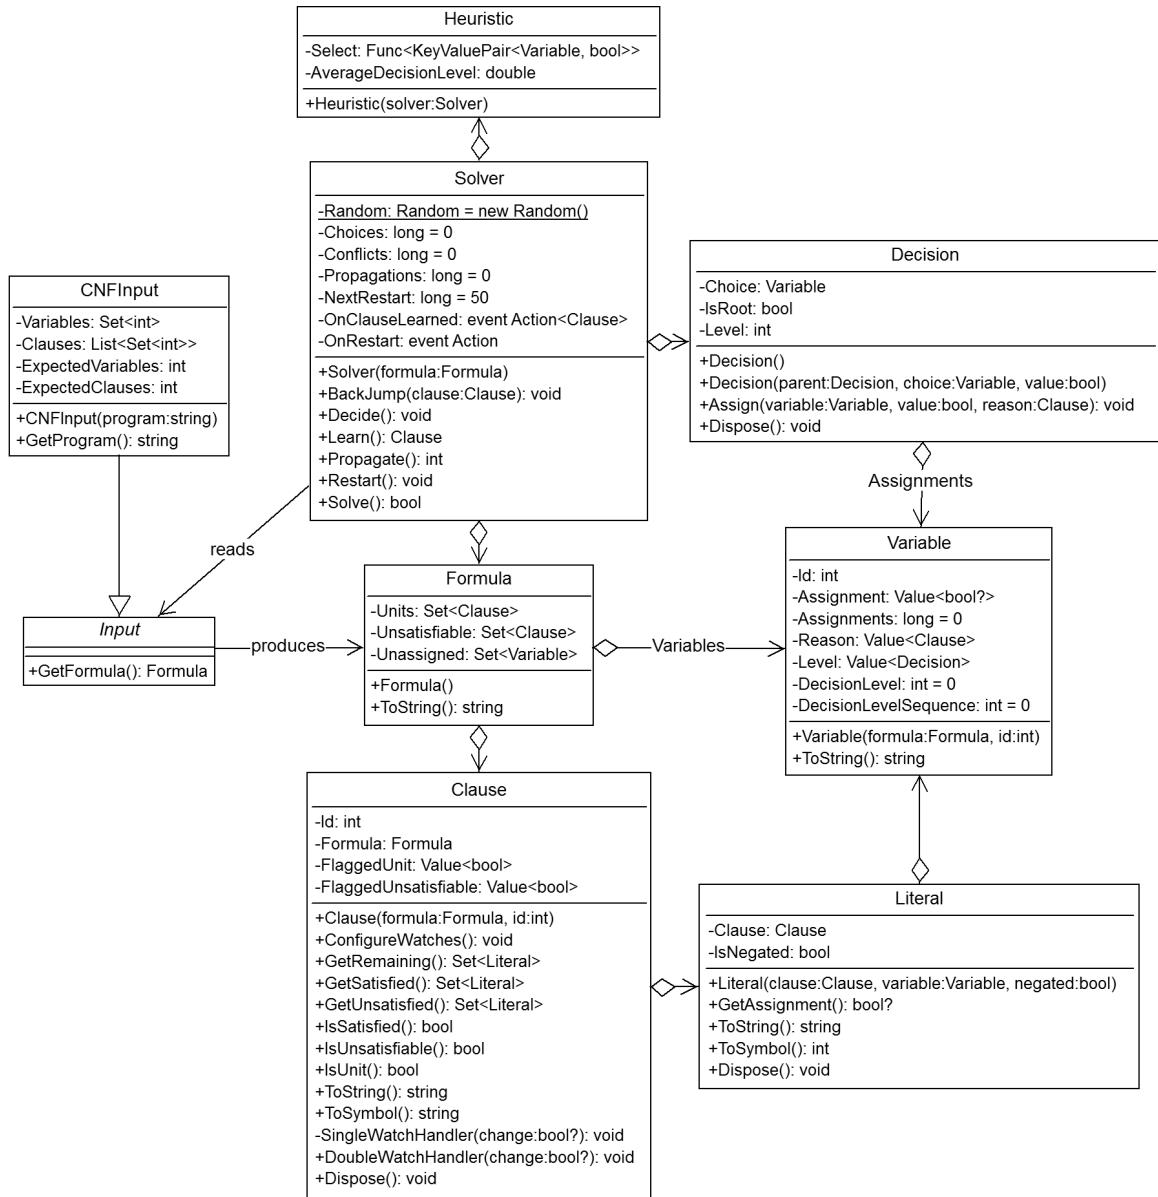 Heuristic
-Select: Func<KeyValuePair<Variable, bool>>
-AverageDecisionLevel: double
+Heuristic(solver:Solver)
Solver
-Random: Random = new Random()
-Choices: long = 0
-Conflicts: long = 0
-Propagations: long = 0
-NextRestart: long = 50
-OnClauseLearned: event Action<Clause>
-OnRestart: event Action
+Solver(formula:Formula)
+BackJump(clause:Clause): void
+Decide(): void
+Learn(): Clause
+Propagate(): int
+Restart(): void
+Solve(): bool
Decision
-Choice: Variable
-IsRoot: bool
-Level: int
+Decision()
+Decision(parent:Decision, choice:Variable, value:bool)
+Assign(variable:Variable, value:bool, reason:Clause): void
+Dispose(): void
CNFInput
-Variables: Set<int>
-Clauses: List<Set<int>>
-ExpectedVariables: int
-ExpectedClauses: int
+CNFInput(program:string)
+GetProgram(): string
Assignments
reads
Input
+GetFormula(): Formula
produces
Formula
-Units: Set<Clause>
-Unsatisfiable: Set<Clause>
-Unassigned: Set<Variable>
+Formula()
+ToString(): string
Variables
Variable
-Id: int
-Assignment: Value<bool?>
-Assignments: long = 0
-Reason: Value<Clause>
-Level: Value<Decision>
-DecisionLevel: int = 0
-DecisionLevelSequence: int = 0
+Variable(formula:Formula, id:int)
+ToString(): string
Clause
-Id: int
-Formula: Formula
-FlaggedUnit: Value<bool>
-FlaggedUnsatisfiable: Value<bool>
+Clause(formula:Formula, id:int)
+ConfigureWatches(): void
+GetRemaining(): Set<Literal>
+GetSatisfied(): Set<Literal>
+GetUnsatisfied(): Set<Literal>
+IsSatisfied(): bool
+IsUnsatisfiable(): bool
+IsUnit(): bool
+ToString(): string
+ToSymbol(): string
-SingleWatchHandler(change:bool?): void
+DoubleWatchHandler(change:bool?): void
+Dispose(): void
Literal
-Clause: Clause
-IsNegated: bool
+Literal(clause:Clause, variable:Variable, negated:bool)
+GetAssignment(): bool?
+ToString(): string
+ToSymbol(): int
+Dispose(): void